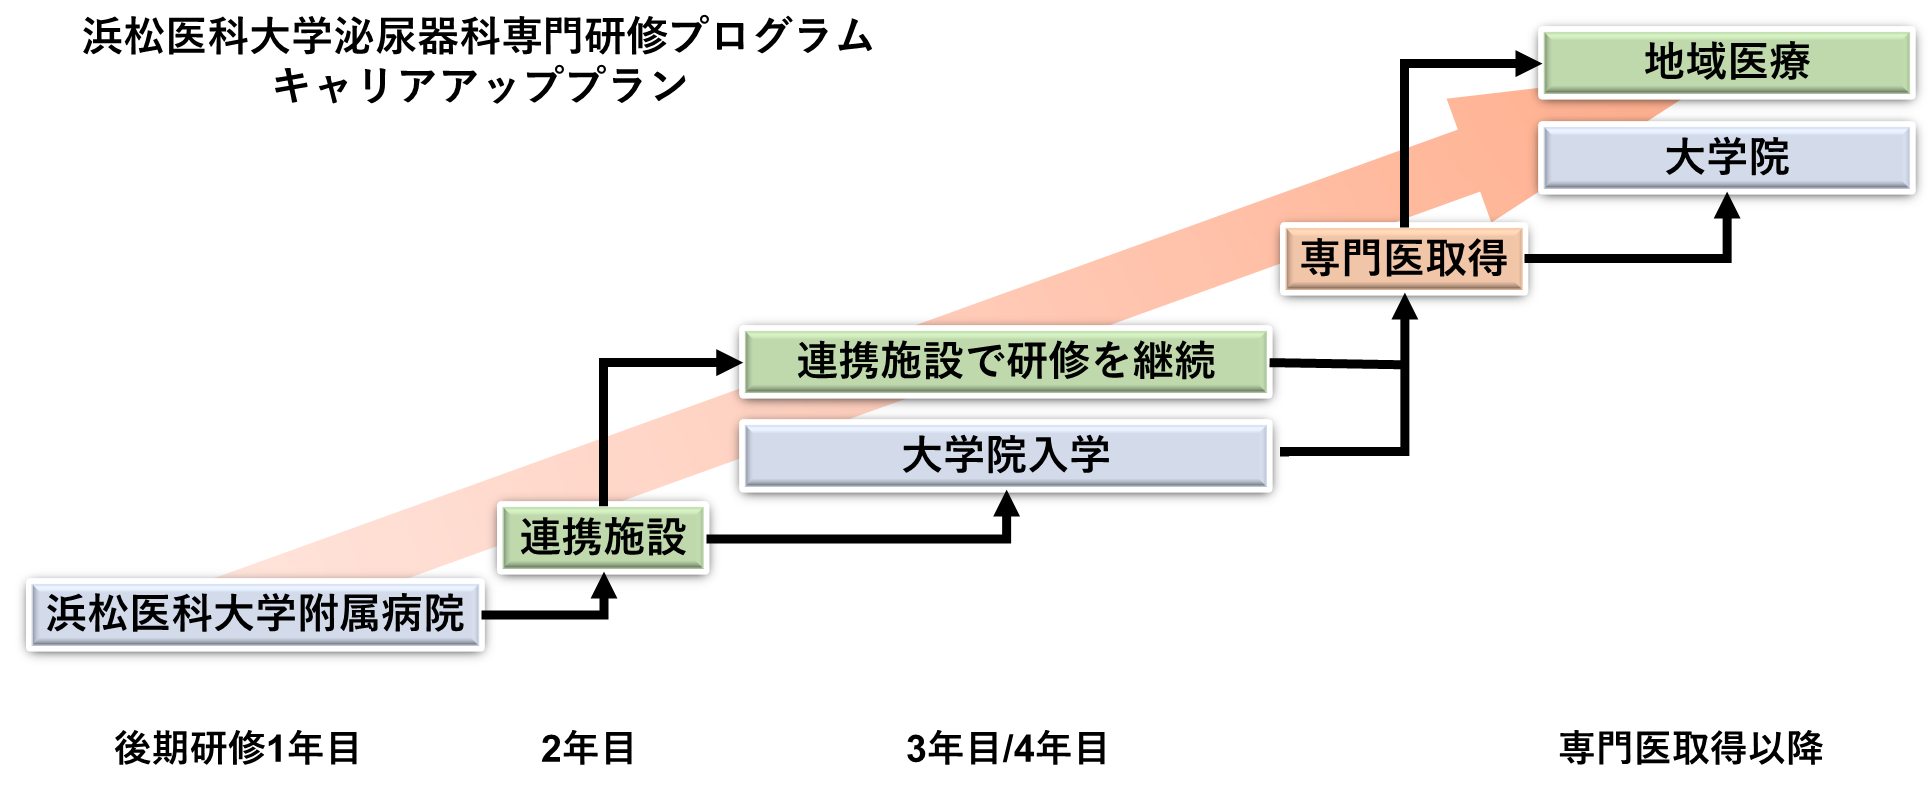 浜松医科大学泌尿器科専門研修プログラム
キャリアアッププラン
地域医療
大学院
専門医取得
連携施設で研修を継続
大学院入学
連携施設
浜松医科大学附属病院
後期研修1年目
2年目
3年目/4年目
専門医取得以降